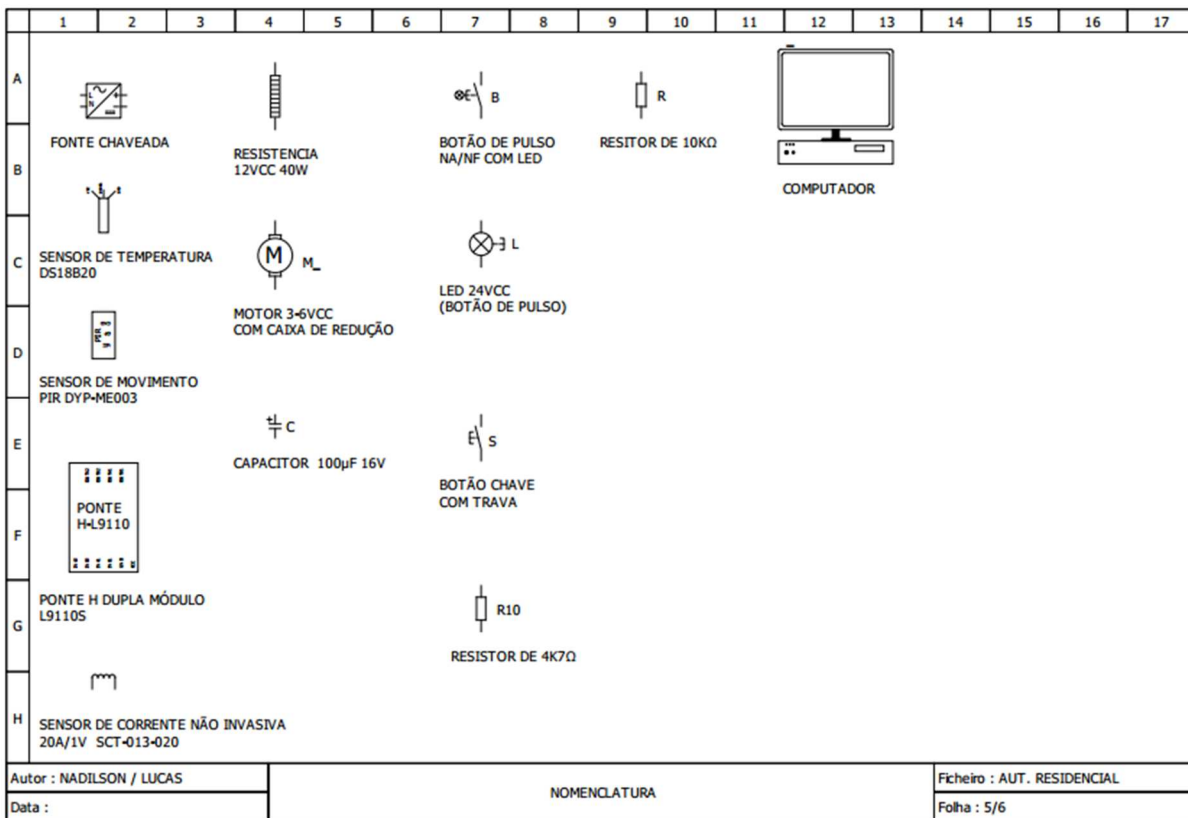 1 2 3 4 5 6 7 8 9 10 11 12 13 14 15 16 17
A
B
C
D
E
F
G
H
L
N
FONTE CHAVEADA
RESISTENCIA
12VCC 40W
B
BOTÃO DE PULSO
NA/NF COM LED
R
RESITOR DE 10KΩ
COMPUTADOR
SENSOR DE TEMPERATURA
DS18B20
M
M_
MOTOR 3-6VCC
COM CAIXA DE REDUÇÃO
L
LED 24VCC
(BOTÃO DE PULSO)
PIR
SENSOR DE MOVIMENTO
PIR DYP-ME003
+
C
CAPACITOR 100µF 16V
S
BOTÃO CHAVE
COM TRAVA
PONTE
H-L9110
PONTE H DUPLA MÓDULO
L9110S
R10
RESISTOR DE 4K7Ω
SENSOR DE CORRENTE NÃO INVASIVA
20A/1V SCT-013-020
Autor : NADILSON / LUCAS
Data :
NOMENCLATURA
Ficheiro : AUT. RESIDENCIAL
Folha : 5/6